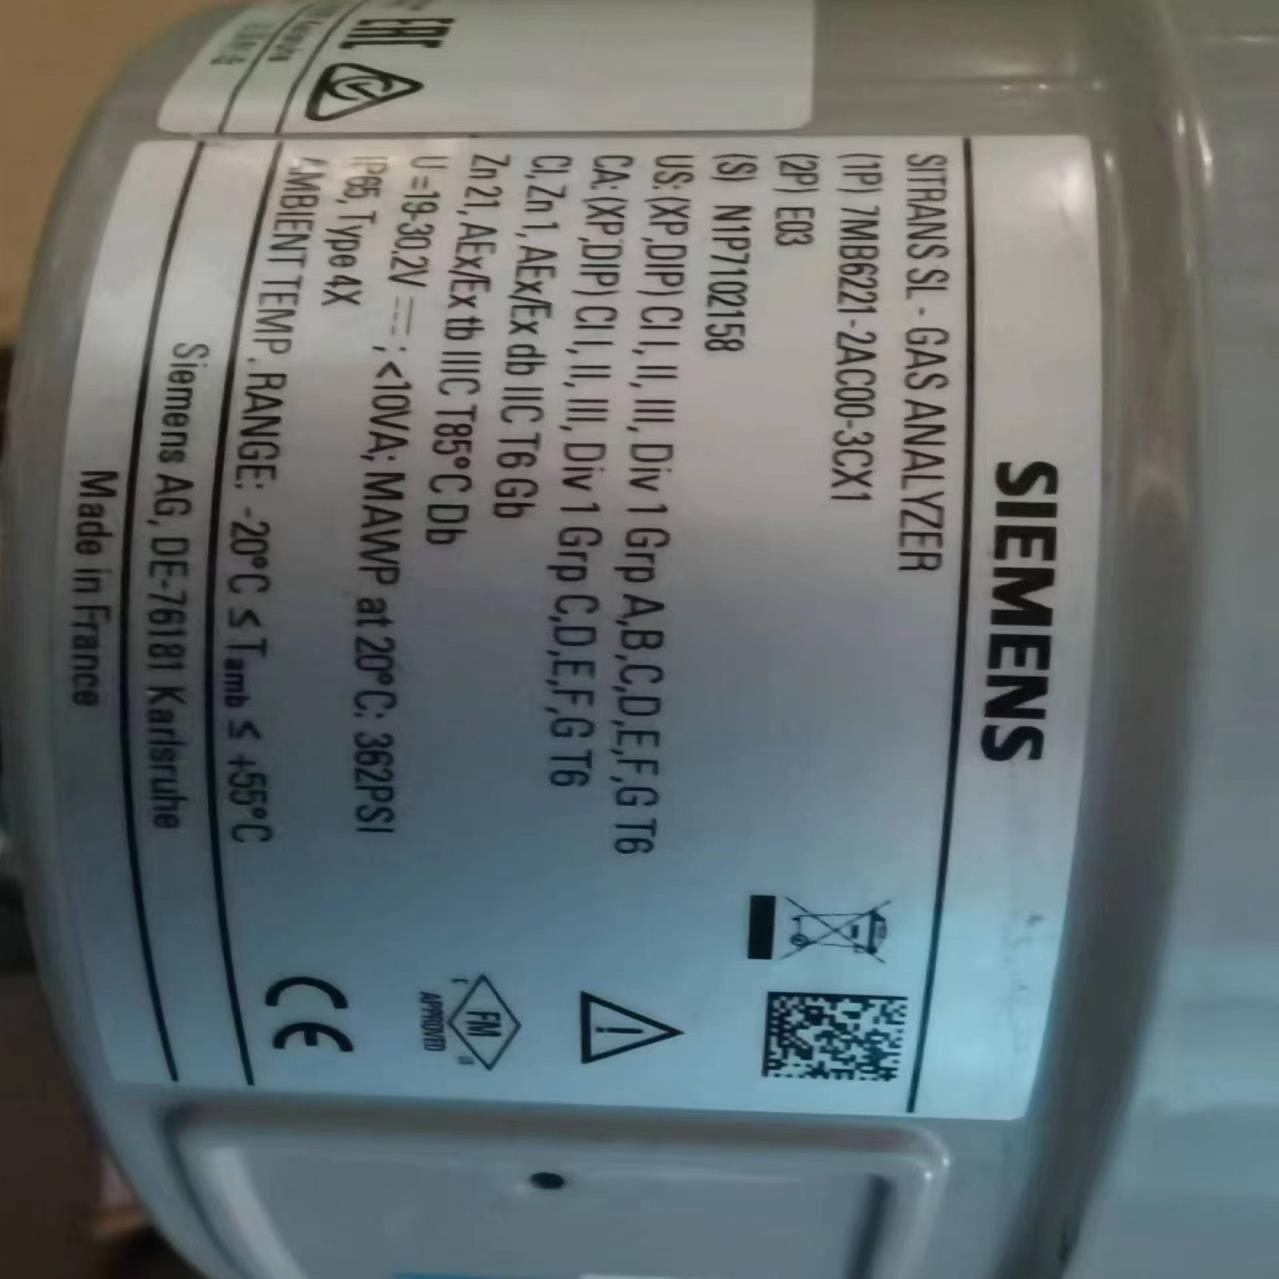 SIEMENS
SITRANS SL - GAS ANALYZER
(1P) 7MB6221-2AC00-3CX1
(2P) E03
(S) N1P7102158
US: (XP,DIP) CI I, II, III, Div 1 Grp A,B,C,D,E,F,G T6
CA: (XP,DIP) CI I, II, III, Div 1 Grp C,D,E,F,G T6
CI, Zn 1, AEx/Ex db IIC T6 Gb
Zn 21, AEx/Ex tb IIIC T85°C Db
U = 19-30,2V ⎓ ; <10VA; MAWP at 20°C: 362PSI
IP65, Type 4X
AMBIENT TEMP. RANGE: -20°C ≤ Tamb ≤ +55°C
Siemens AG, DE-76181 Karlsruhe
Made in France
FM
APPROVED
CE
EAC